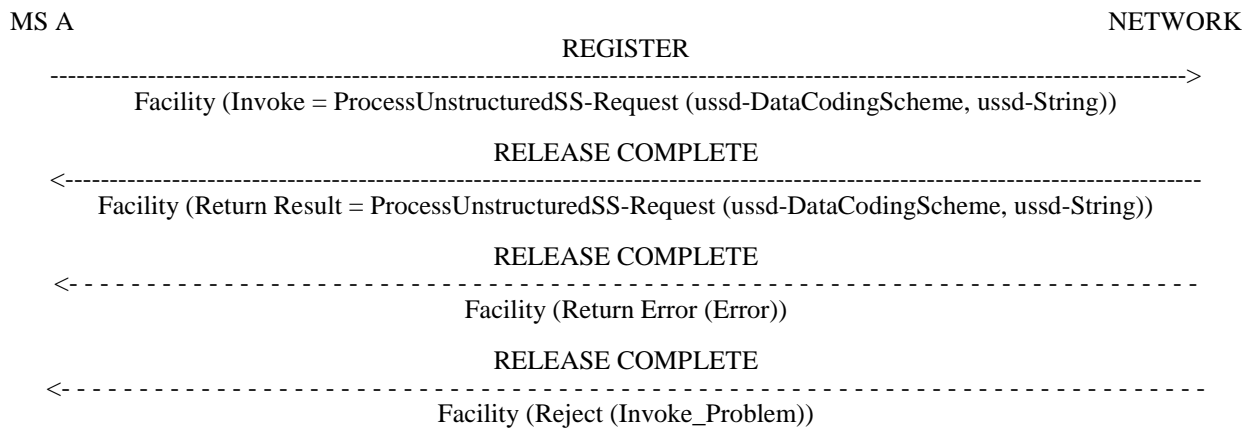 MS A NETWORK
REGISTER
Facility (Invoke = ProcessUnstructuredSS-Request (ussd-DataCodingScheme, ussd-String))
RELEASE COMPLETE
Facility (Return Result = ProcessUnstructuredSS-Request (ussd-DataCodingScheme, ussd-String))
RELEASE COMPLETE
Facility (Return Error (Error))
RELEASE COMPLETE
Facility (Reject (Invoke_Problem))